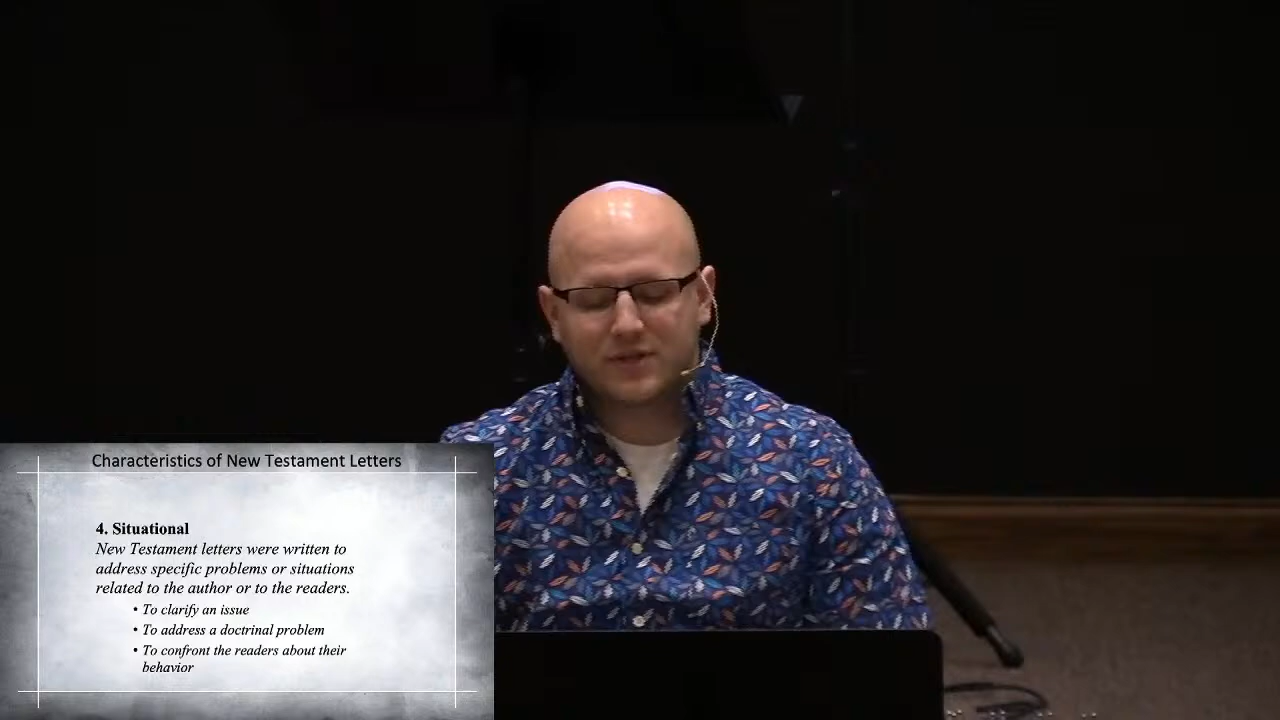 Characteristics of New Testament Letters
4. Situational
New Testament letters were written to
address specific problems or situations
related to the author or to the readers.
• To clarify an issue
• To address a doctrinal problem
• To confront the readers about their
behavior